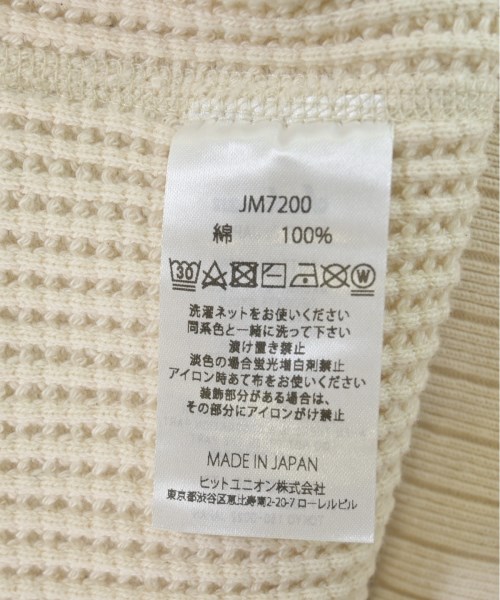 JM7200
綿 100%
30 W
洗濯ネットをお使いください
同系色と一緒に洗って下さい
漬け置き禁止
淡色の場合蛍光増白剤禁止
アイロン時あて布をお使いください
装飾部分がある場合は、
その部分にアイロンがけ禁止
MADE IN JAPAN
ヒットユニオン株式会社
東京都渋谷区恵比寿南2-20-7 ローレルビル